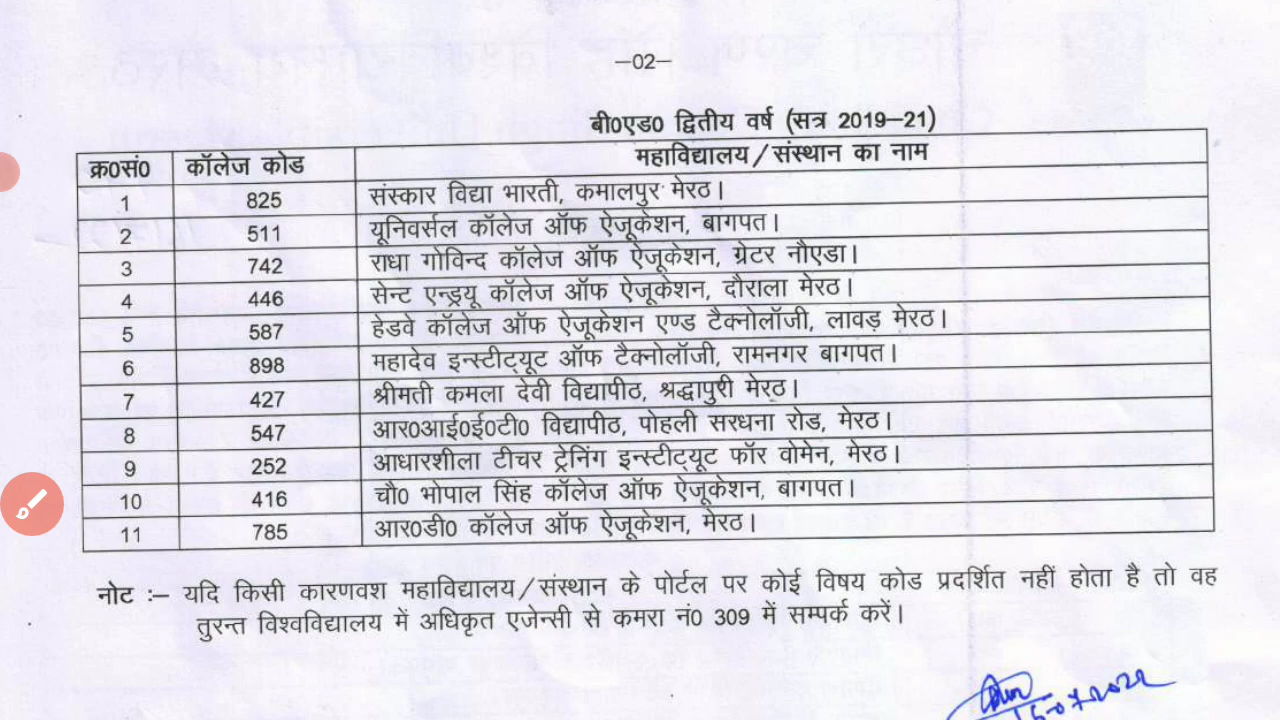 —02—
बी0एड0 द्वितीय वर्ष (सत्र 2019—21)
क्र0सं0 कॉलेज कोड महाविद्यालय/संस्थान का नाम
1 825 संस्कार विद्या भारती, कमालपुर मेरठ।
2 511 यूनिवर्सल कॉलेज ऑफ ऐजूकेशन, बागपत।
3 742 राधा गोविन्द कॉलेज ऑफ ऐजूकेशन, ग्रेटर नौएडा।
4 446 सेन्ट एन्ड्रयू कॉलेज ऑफ ऐजूकेशन, दौराला मेरठ।
5 587 हेडवे कॉलेज ऑफ ऐजूकेशन एण्ड टैक्नोलॉजी, लावड़ मेरठ।
6 898 महादेव इन्स्टीट्यूट ऑफ टैक्नोलॉजी, रामनगर बागपत।
7 427 श्रीमती कमला देवी विद्यापीठ, श्रद्धापुरी मेरठ।
8 547 आर0आई0ई0टी0 विद्यापीठ, पोहली सरधना रोड, मेरठ।
9 252 आधारशीला टीचर ट्रेनिंग इन्स्टीट्यूट फॉर वोमेन, मेरठ।
10 416 चौ0 भोपाल सिंह कॉलेज ऑफ ऐजूकेशन, बागपत।
11 785 आर0डी0 कॉलेज ऑफ ऐजूकेशन, मेरठ।
नोट :— यदि किसी कारणवश महाविद्यालय/संस्थान के पोर्टल पर कोई विषय कोड प्रदर्शित नहीं होता है तो वह
तुरन्त विश्वविद्यालय में अधिकृत एजेन्सी से कमरा नं0 309 में सम्पर्क करें।